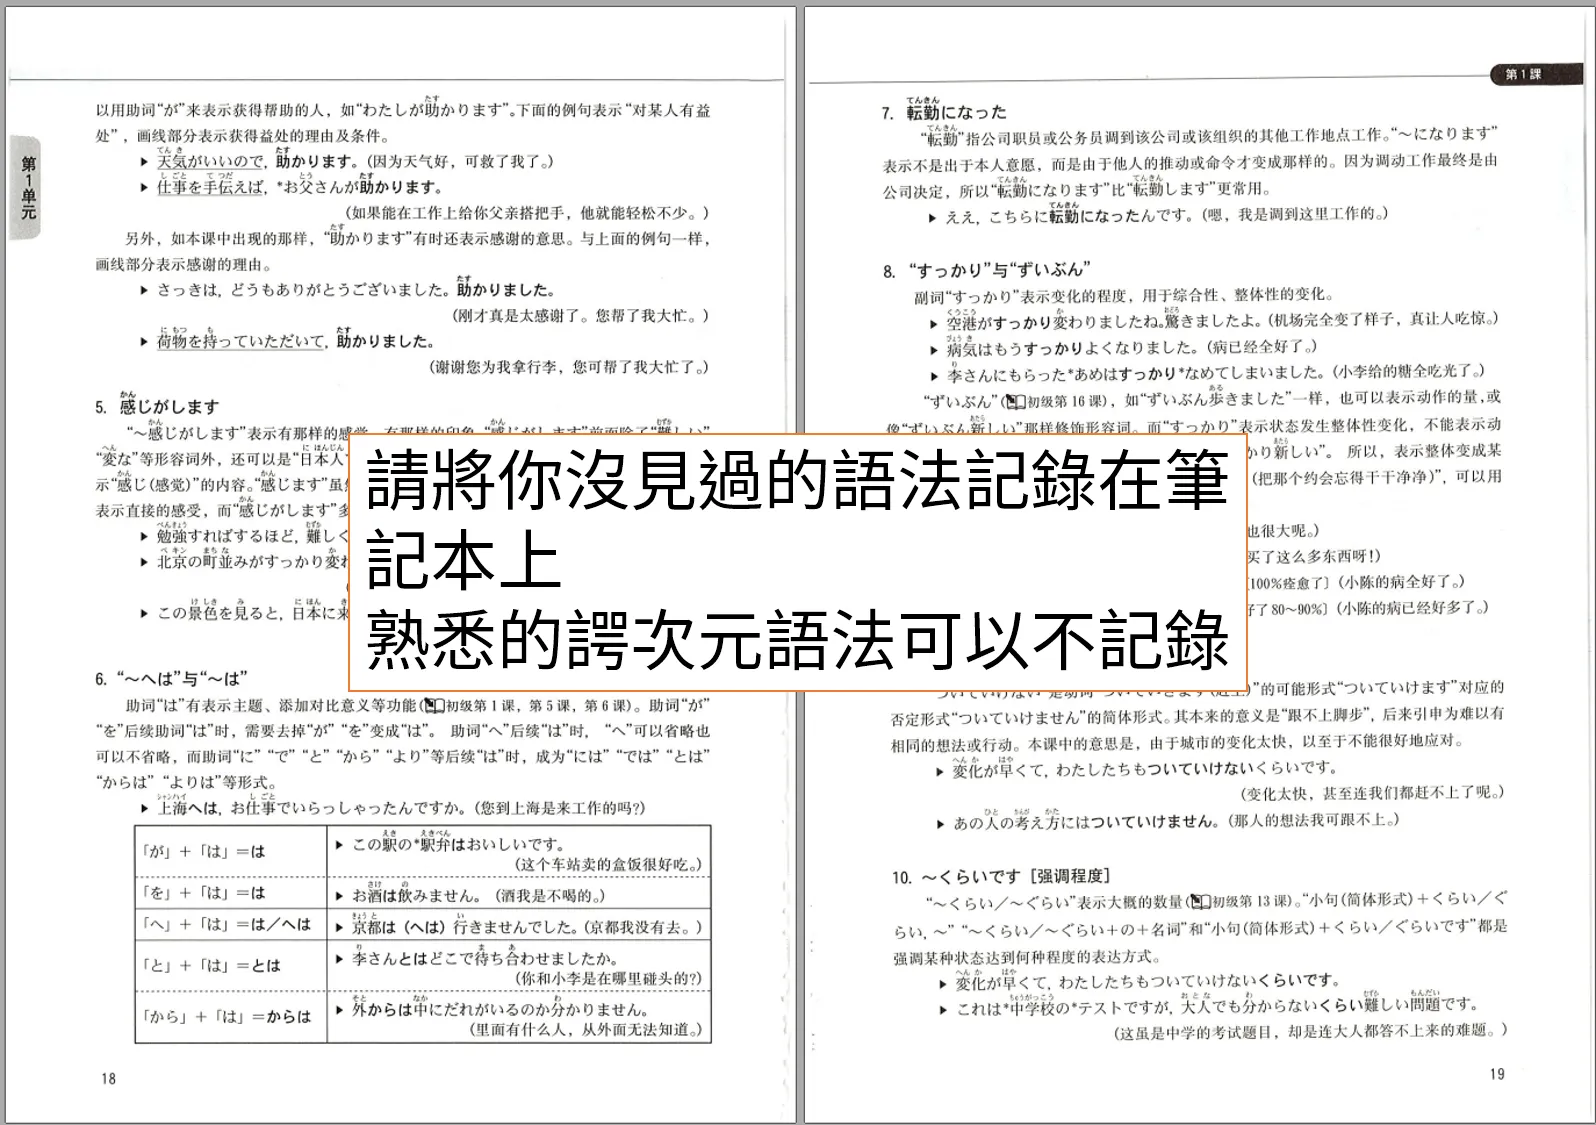 第1单元
以用助词“が”来表示获得帮助的人，如“わたしが助かります”。下面的例句表示“对某人有益
处”，画线部分表示获得益处的理由及条件。
▶ 天気がいいので，助かります。(因为天气好，可救了我了。)
▶ 仕事を手伝えば，*お父さんが助かります。
(如果能在工作上给你父亲搭把手，他就能轻松不少。)
另外，如本课中出现的那样，“助かります”有时还表示感谢的意思。与上面的例句一样，
画线部分表示感谢的理由。
▶ さっきは，どうもありがとうございました。助かりました。
(刚才真是太感谢了。您帮了我大忙。)
▶ 荷物を持っていただいて，助かりました。
(谢谢您为我拿行李，您可帮了我大忙了。)
5. 感じがします
“～感じがします”表示有那样的感觉，有那样的印象。“感じがします”前面除了“難しい”
“変な”等形容词外，还可以是“日本人
示“感じ(感觉)”的内容。“感じます”虽
表示直接的感受，而“感じがします”多
▶ 勉強すればするほど，難しく
▶ 北京の町並みがすっかり変わ
▶ この景色を見ると，日本に来
6. “～へは”与“～は”
助词“は”有表示主题、添加对比意义等功能(初级第1课，第5课，第6课)。助词“が”
“を”后续助词“は”时，需要去掉“が” “を”变成“は”。 助词“へ”后续“は”时， “へ”可以省略也
可以不省略，而助词“に” “で” “と” “から” “より”等后续“は”时，成为“には” “では” “とは”
“からは” “よりは”等形式。
▶ 上海へは，お仕事でいらっしゃったんですか。(您到上海是来工作的吗?)
「が」+「は」=は ▶ この駅の*駅弁はおいしいです。
(这个车站卖的盒饭很好吃。)
「を」+「は」=は ▶ お酒は飲みません。 (酒我是不喝的。)
「へ」+「は」=は／へは ▶ 京都は（へは）行きませんでした。(京都我没有去。)
「と」+「は」=とは ▶ 李さんとはどこで待ち合わせましたか。
(你和小李是在哪里碰头的?)
「から」+「は」=からは ▶ 外からは中にだれがいるのか分かりません。
(里面有什么人，从外面无法知道。)
18
請將你沒見過的語法記錄在筆
記本上
熟悉的諤次元語法可以不記錄
第1課
7. 転勤になった
“転勤”指公司职员或公务员调到该公司或该组织的其他工作地点工作。“～になります”
表示不是出于本人意愿，而是由于他人的推动或命令才变成那样的。因为调动工作最终是由
公司决定，所以“転勤になります”比“転勤します”更常用。
▶ ええ，こちらに転勤になったんです。(嗯，我是调到这里工作的。)
8. “すっかり”与“ずいぶん”
副词“すっかり”表示变化的程度，用于综合性、整体性的变化。
▶ 空港がすっかり変わりましたね。驚きましたよ。(机场完全变了样子，真让人吃惊。)
▶ 病気はもうすっかりよくなりました。(病已经全好了。)
▶ 李さんにもらった*あめはすっかり*なめてしまいました。(小李给的糖全吃光了。)
“ずいぶん”(初级第16课)，如“ずいぶん歩きました”一样，也可以表示动作的量，或
像“ずいぶん新しい”那样修饰形容词。而“すっかり”表示状态发生整体性变化，不能表示动
かり新しい”。 所以，表示整体变成某
(把那个约会忘得干干净净)”，可以用
也很大呢。)
买了这么多东西呀!)
100%痊愈了](小陈的病全好了。)
好了80～90%](小陈的病已经好多了。)
“ついていけない”是动词“ついていきます(赶上)”的可能形式“ついていけます”对应的
否定形式“ついていけません”的简体形式。其本来的意义是“跟不上脚步”，后来引申为难以有
相同的想法或行动。本课中的意思是，由于城市的变化太快，以至于不能很好地应对。
▶ 変化が早くて，わたしたちもついていけないくらいです。
(变化太快，甚至连我们都赶不上了呢。)
▶ あの人の考え方にはついていけません。(那人的想法我可跟不上。)
10. ～くらいです［强调程度］
“～くらい／～ぐらい”表示大概的数量(初级第13课)。“小句(简体形式)＋くらい／ぐ
らい，～” “～くらい／～ぐらい＋の＋名词”和“小句(简体形式)＋くらい／ぐらいです”都是
强调某种状态达到何种程度的表达方式。
▶ 変化が早くて，わたしたちもついていけないくらいです。
▶ これは*中学校の*テストですが，大人でも分からないくらい難しい問題です。
(这虽是中学的考试题目，却是连大人都答不上来的难题。)
19